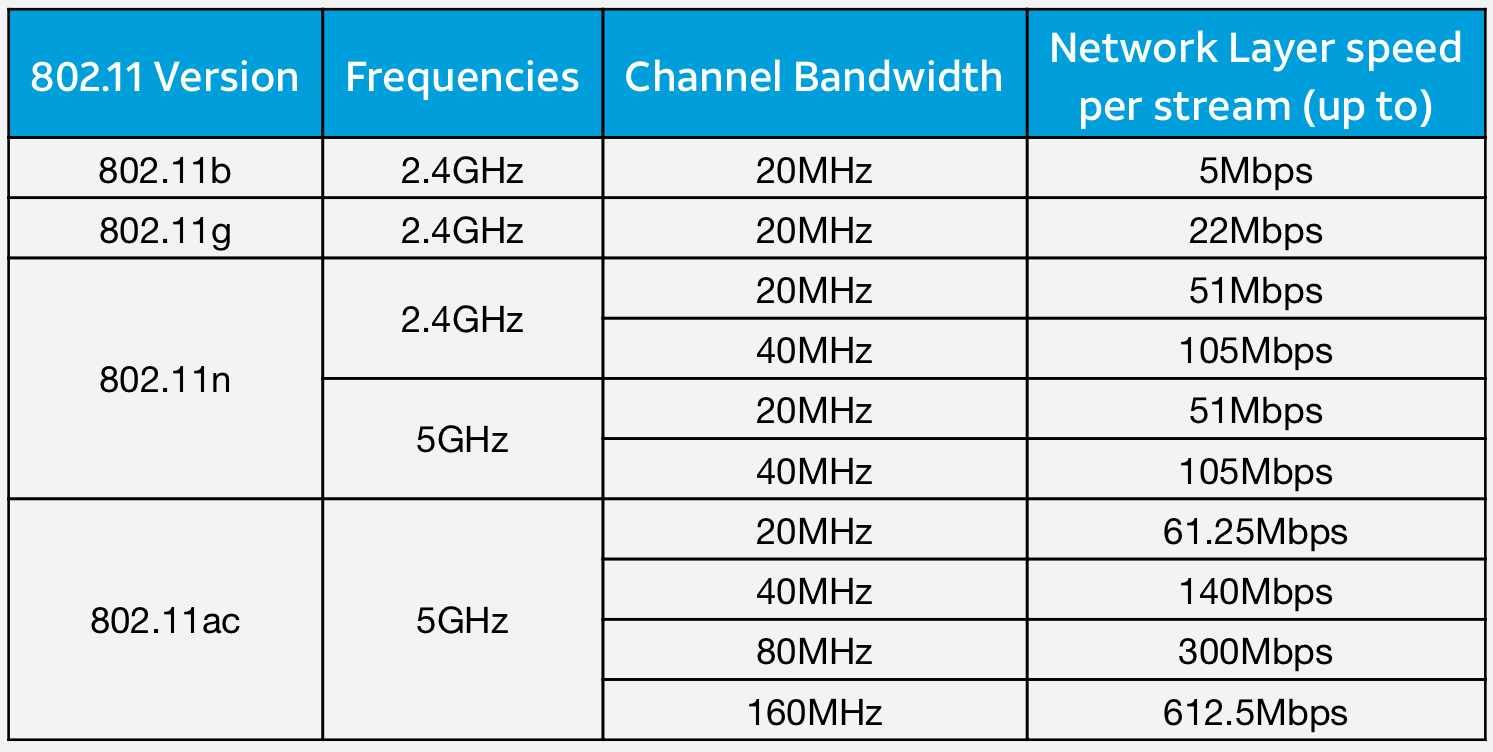 802.11 Version Frequencies Channel Bandwidth Network Layer speed
per stream (up to)
802.11b 2.4GHz 20MHz 5Mbps
802.11g 2.4GHz 20MHz 22Mbps
802.11n 2.4GHz 20MHz 51Mbps
40MHz 105Mbps
5GHz 20MHz 51Mbps
40MHz 105Mbps
802.11ac 5GHz 20MHz 61.25Mbps
40MHz 140Mbps
80MHz 300Mbps
160MHz 612.5Mbps